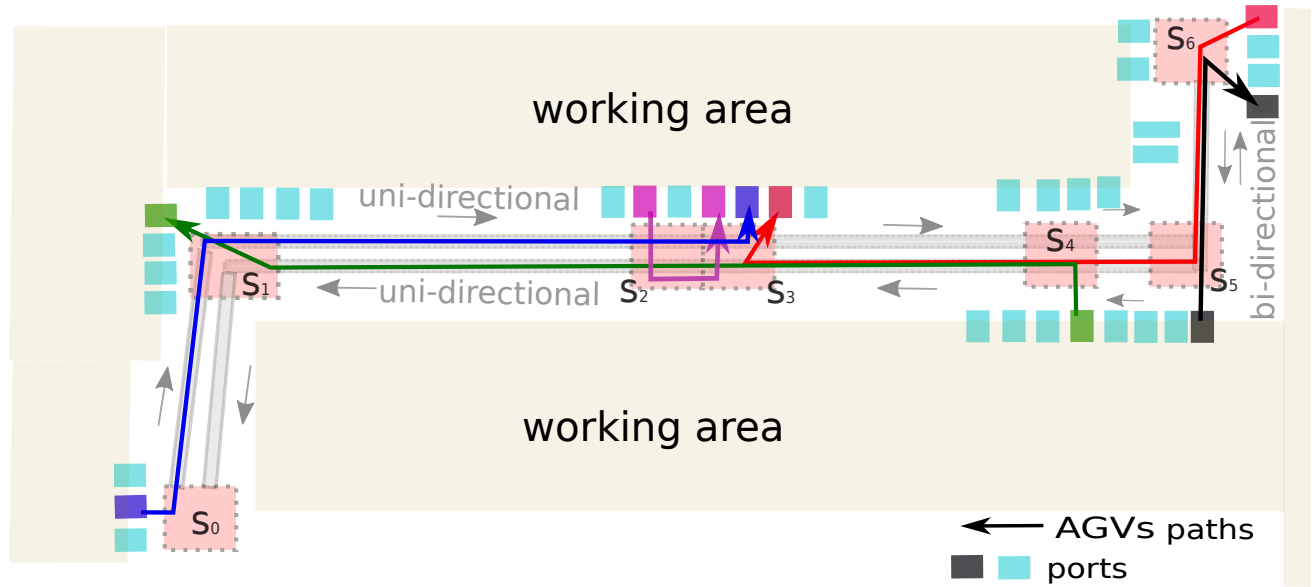 S6
working area
bi-directional
uni-directional
S4
S1
S2
S3
S5
uni-directional
working area
S0
AGVs paths
ports